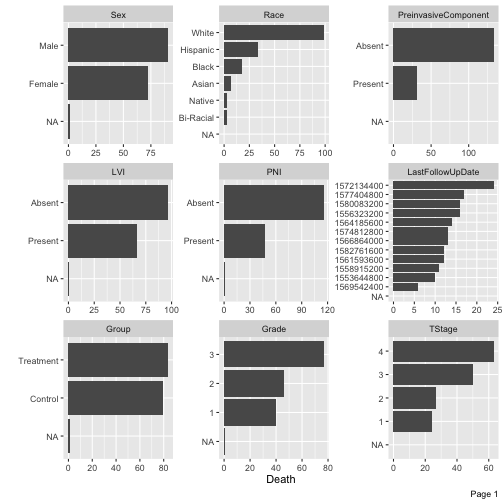 Sex
Male
Female
NA
0 25 50 75
Race
White
Hispanic
Black
Asian
Native
Bi-Racial
NA
0 25 50 75 100
PreinvasiveComponent
Absent
Present
NA
0 50 100
LVI
Absent
Present
NA
0 25 50 75 100
PNI
Absent
Present
NA
0 30 60 90 120
LastFollowUpDate
1572134400
1577404800
1580083200
1556323200
1564185600
1574812800
1566864000
1582761600
1561593600
1558915200
1553644800
1569542400
NA
0 5 10 15 20 25
Group
Treatment
Control
NA
0 20 40 60 80
Grade
3
2
1
NA
0 20 40 60 80
TStage
4
3
2
1
NA
0 20 40 60
Death
Page 1